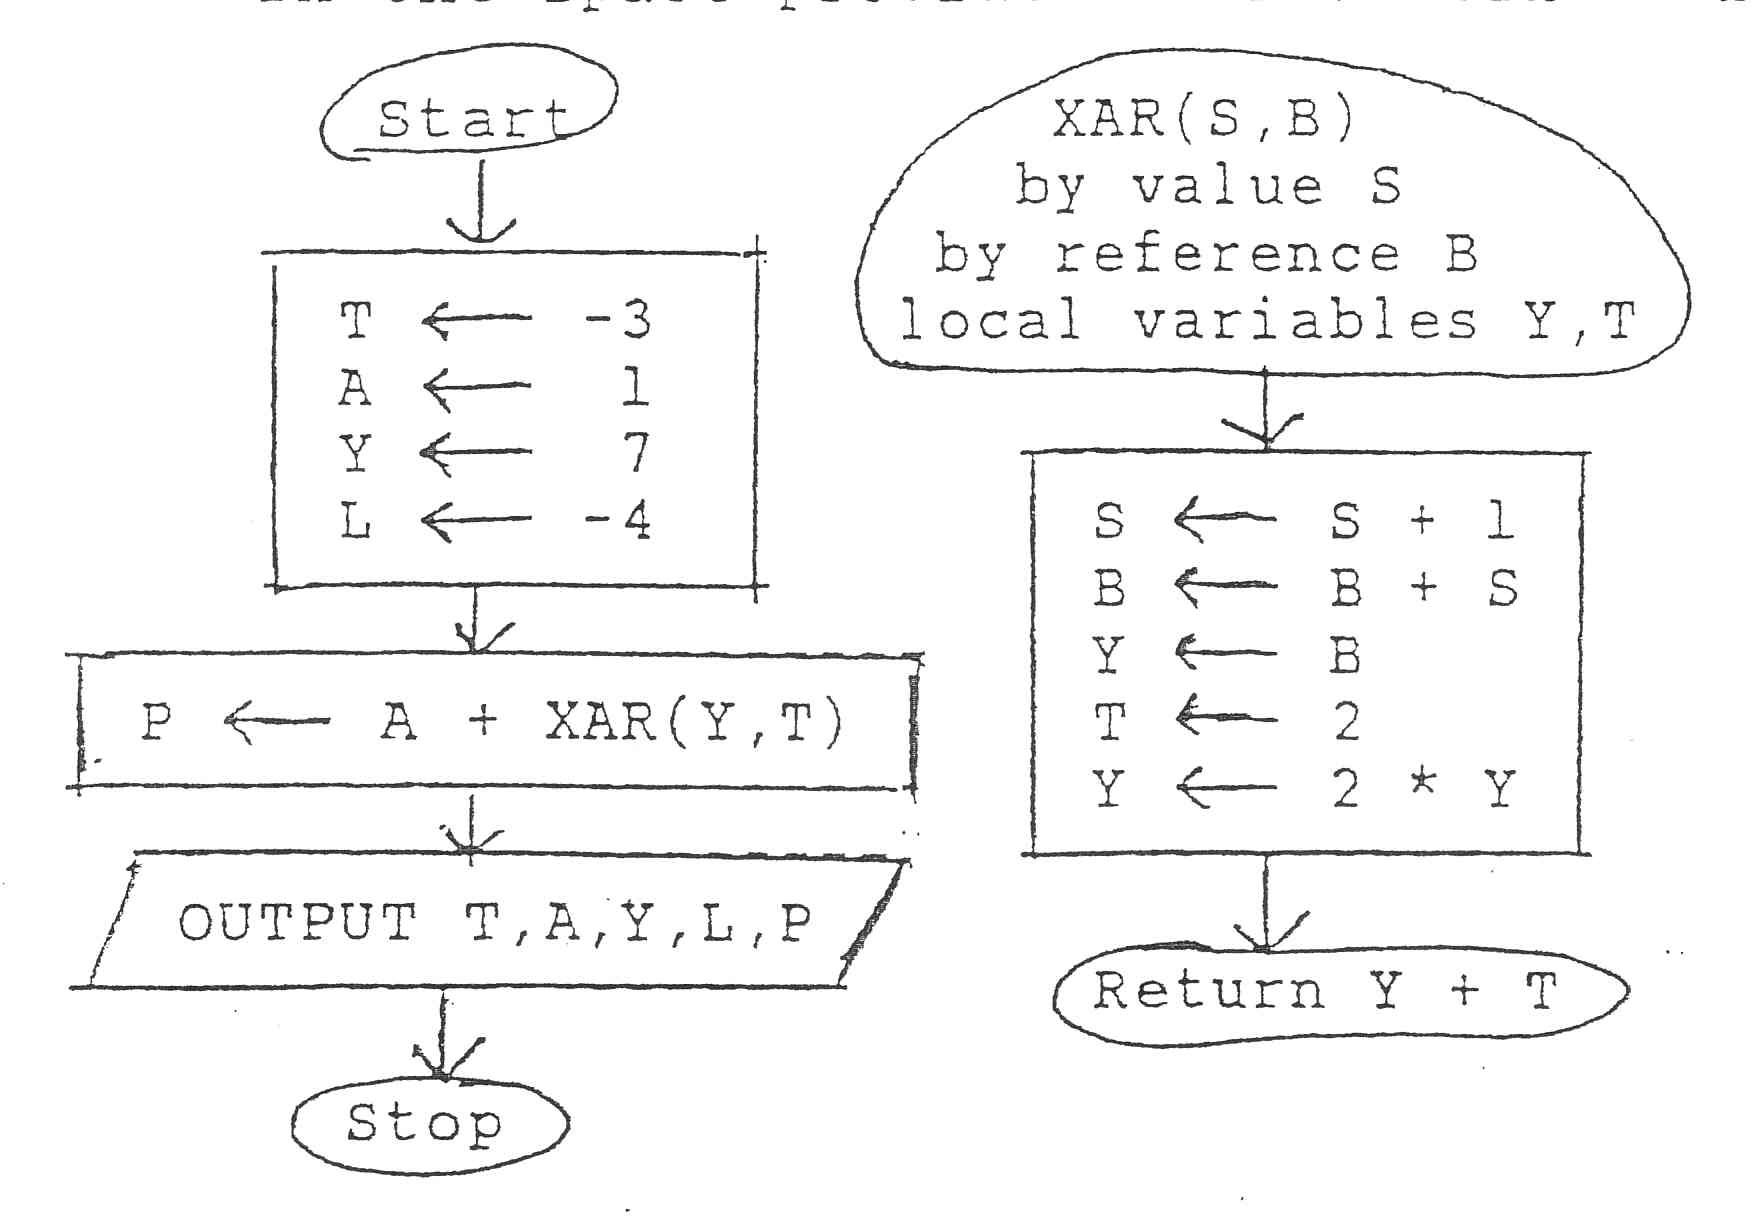 Start
T ← -3
A ← 1
Y ← 7
L ← -4
P ← A + XAR(Y,T)
OUTPUT T,A,Y,L,P
Stop
XAR(S,B)
by value S
by reference B
local variables Y,T
S ← S + 1
B ← B + S
Y ← B
T ← 2
Y ← 2 * Y
Return Y + T